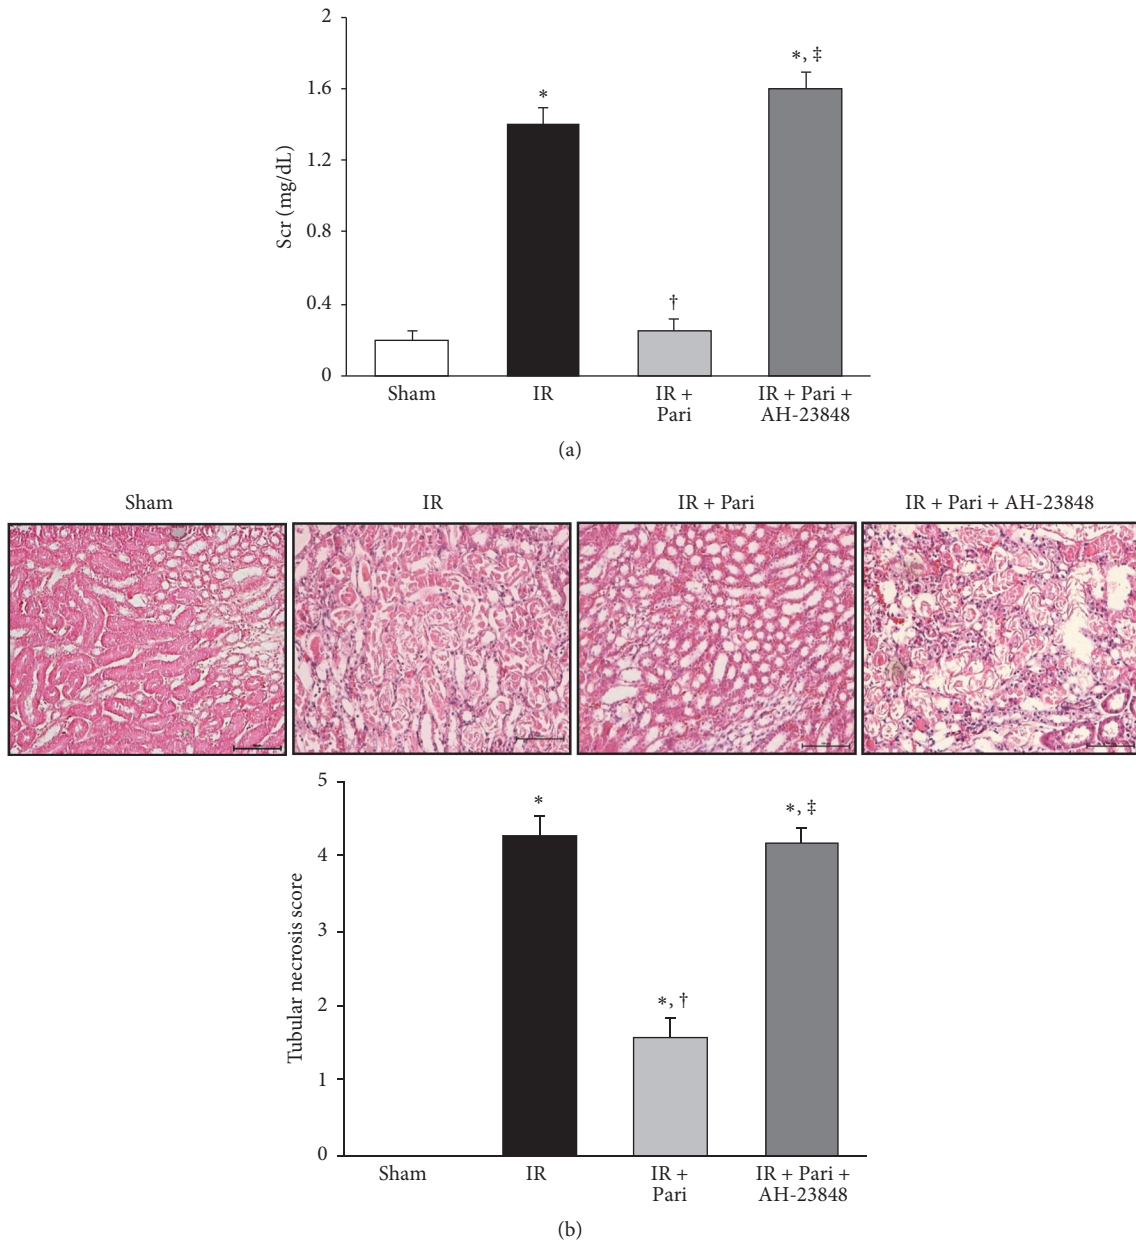 2
1.6
1.2
0.8
0.4
0
Scr (mg/dL)
*
†
*, ‡
Sham
IR
IR +
Pari
IR + Pari +
AH-23848
(a)
Sham
IR
IR + Pari
IR + Pari + AH-23848
5
4
3
2
1
0
Tubular necrosis score
*
*, †
*, ‡
Sham
IR
IR +
Pari
IR + Pari +
AH-23848
(b)